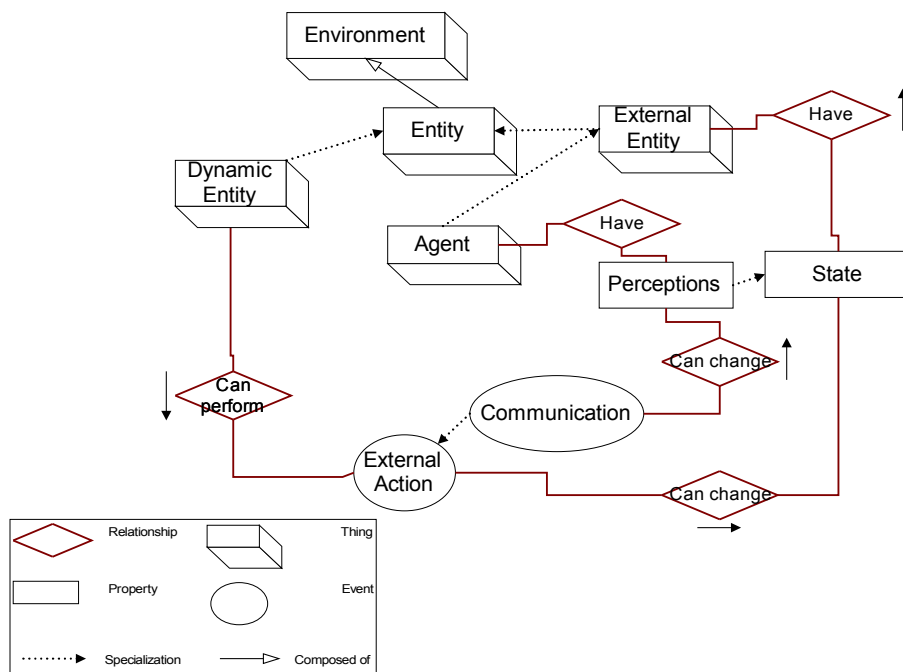 Environment
Entity
External
Entity
Have
Dynamic
Entity
Agent
Have
Perceptions
State
Can change
Can
perform
Communication
External
Action
Can change
Relationship
Thing
Property
Event
Specialization
Composed of